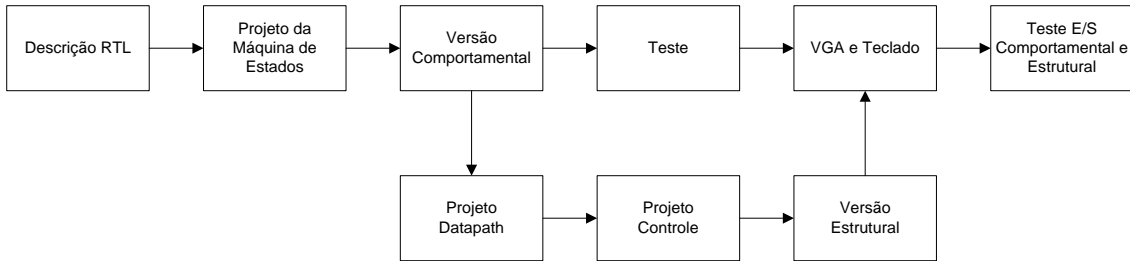 Descrição RTL
Projeto da
Máquina de
Estados
Versão
Comportamental
Teste
VGA e Teclado
Teste E/S
Comportamental e
Estrutural
Projeto
Datapath
Projeto
Controle
Versão
Estrutural